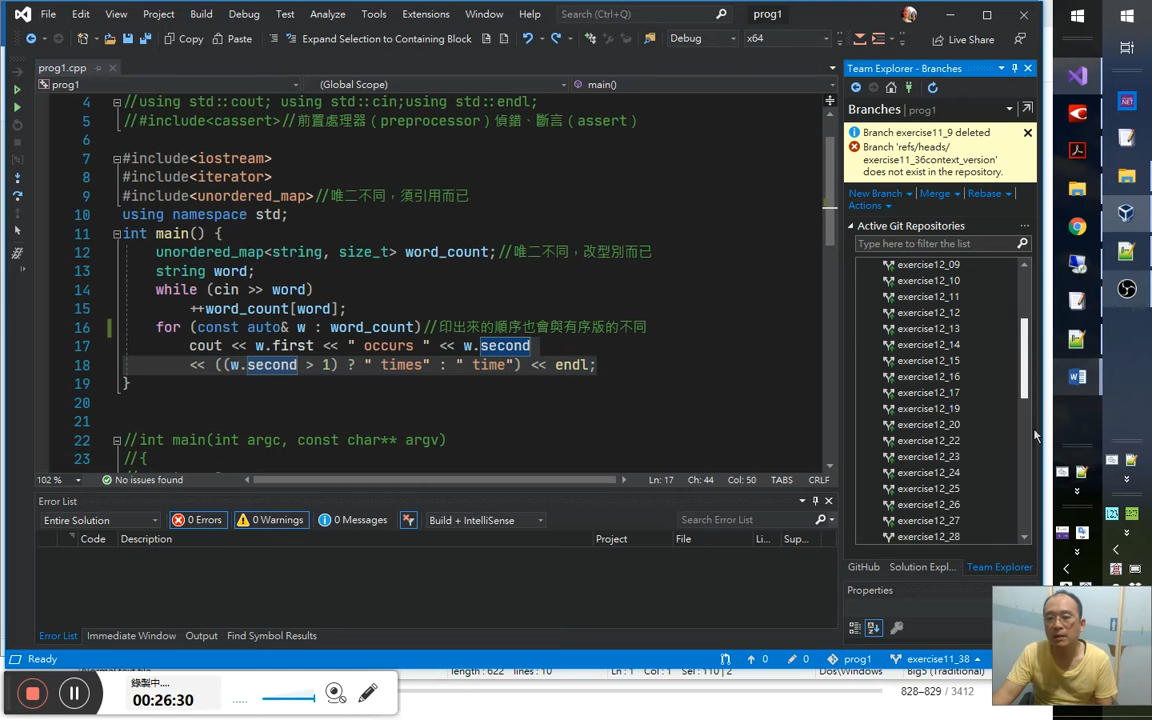 File Edit View Project Build Debug Test Analyze Tools Extensions Window Help Search (Ctrl+Q) prog1
Copy Paste Expand Selection to Containing Block Debug x64 Live Share
prog1.cpp
prog1 (Global Scope) main()
4 //using std::cout; using std::cin;using std::endl;
5 //#include<cassert>//前置處理器（preprocessor）偵錯、斷言（assert）
6
7 #include<iostream>
8 #include<iterator>
9 #include<unordered_map>//唯二不同，須引用而已
10 using namespace std;
11 int main() {
12 unordered_map<string, size_t> word_count;//唯二不同，改型別而已
13 string word;
14 while (cin >> word)
15 ++word_count[word];
16 for (const auto& w : word_count)//印出來的順序也會與有序版的不同
17 cout << w.first << " occurs " << w.second
18 << ((w.second > 1) ? " times" : " time") << endl;
19 }
20
21
22 //int main(int argc, const char** argv)
23 //{
102 % No issues found Ln: 17 Ch: 44 Col: 50 TABS CRLF
Error List
Entire Solution 0 Errors 0 Warnings 0 Messages Build + IntelliSense Search Error List
Code Description Project File Li... Sup...
Error List Immediate Window Output Find Symbol Results
Team Explorer - Branches
Branches prog1
Branch exercise11_9 deleted
Branch 'refs/heads/
exercise11_36context_version'
does not exist in the repository.
New Branch Merge Rebase
Actions
Active Git Repositories ...
Type here to filter the list
exercise12_09
exercise12_10
exercise12_11
exercise12_12
exercise12_14
exercise12_15
exercise12_16
exercise12_17
exercise12_19
exercise12_20
exercise12_22
exercise12_23
exercise12_24
exercise12_25
exercise12_26
exercise12_27
exercise12_28
GitHub Solution Expl... Team Explorer
Properties
Ready 0 0 prog1 exercise11_38
length : 622 lines : 10 Ln : 1 Col : 1 Sel : 110 | 2 Dos\Windows Big5 (Traditional)
828–829 / 3412
錄製中....
00:26:30